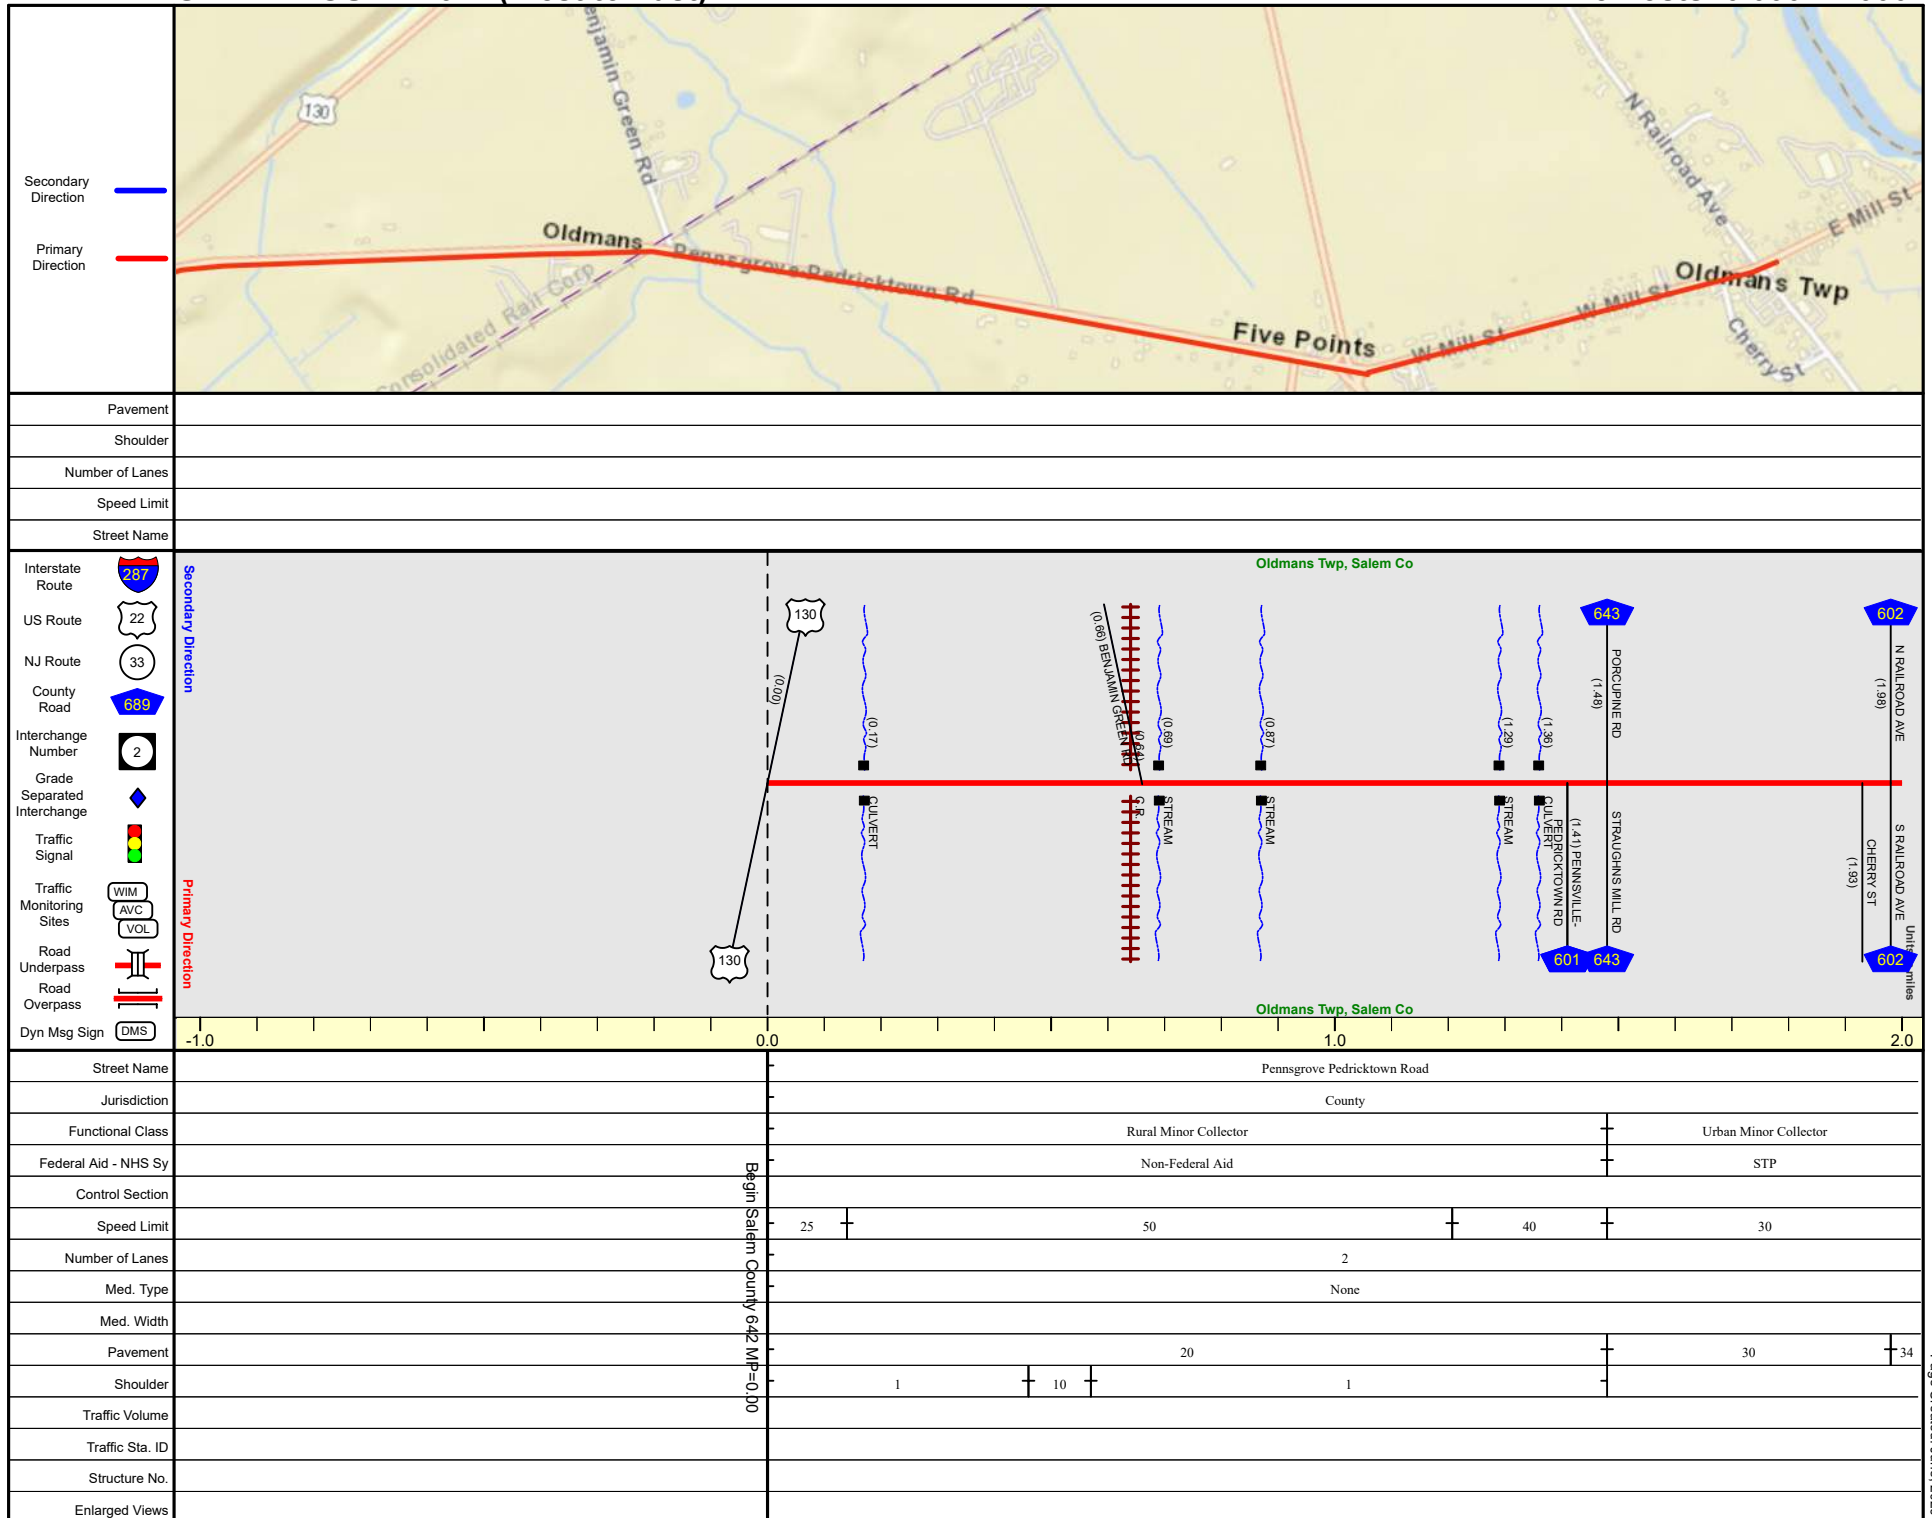 130
Benjamin Green Rd
N Railroad Ave
E Mill St
Oldmans
Pennsgrove Pedricktown Rd
Consolidated Rail Corp
Five Points
W Mill St
W Mill St
Oldmans Twp
Cherry St
Secondary
Direction
Primary
Direction
Pavement
Shoulder
Number of Lanes
Speed Limit
Street Name
Interstate
Route
287
US Route
22
NJ Route
33
County
Road
689
Interchange
Number
2
Grade
Separated
Interchange
Traffic
Signal
Traffic
Monitoring
Sites
WIM
AVC
VOL
Road
Underpass
Road
Overpass
Dyn Msg Sign
DMS
Secondary Direction
Primary Direction
Oldmans Twp, Salem Co
130
(0.00)
130
(0.17)
CULVERT
(0.66) BENJAMIN GREEN RD
(0.64)
C.R.
(0.69)
STREAM
(0.87)
STREAM
(1.29)
STREAM
(1.36)
CULVERT
(1.41) PENNSVILLE-
PEDRICKTOWN RD
601
643
PORCUPINE RD
(1.48)
STRAUGHNS MILL RD
643
CHERRY ST
(1.93)
602
N RAILROAD AVE
(1.98)
S RAILROAD AVE
602
Oldmans Twp, Salem Co
-1.0 0.0 1.0 2.0
Begin Salem County 642 MP=0.00
Street Name Pennsgrove Pedricktown Road
Jurisdiction County
Functional Class Rural Minor Collector Urban Minor Collector
Federal Aid - NHS Sy Non-Federal Aid STP
Control Section
Speed Limit 25 50 40 30
Number of Lanes 2
Med. Type None
Med. Width
Pavement 20 30 34
Shoulder 1 10 1
Traffic Volume
Traffic Sta. ID
Structure No.
Enlarged Views